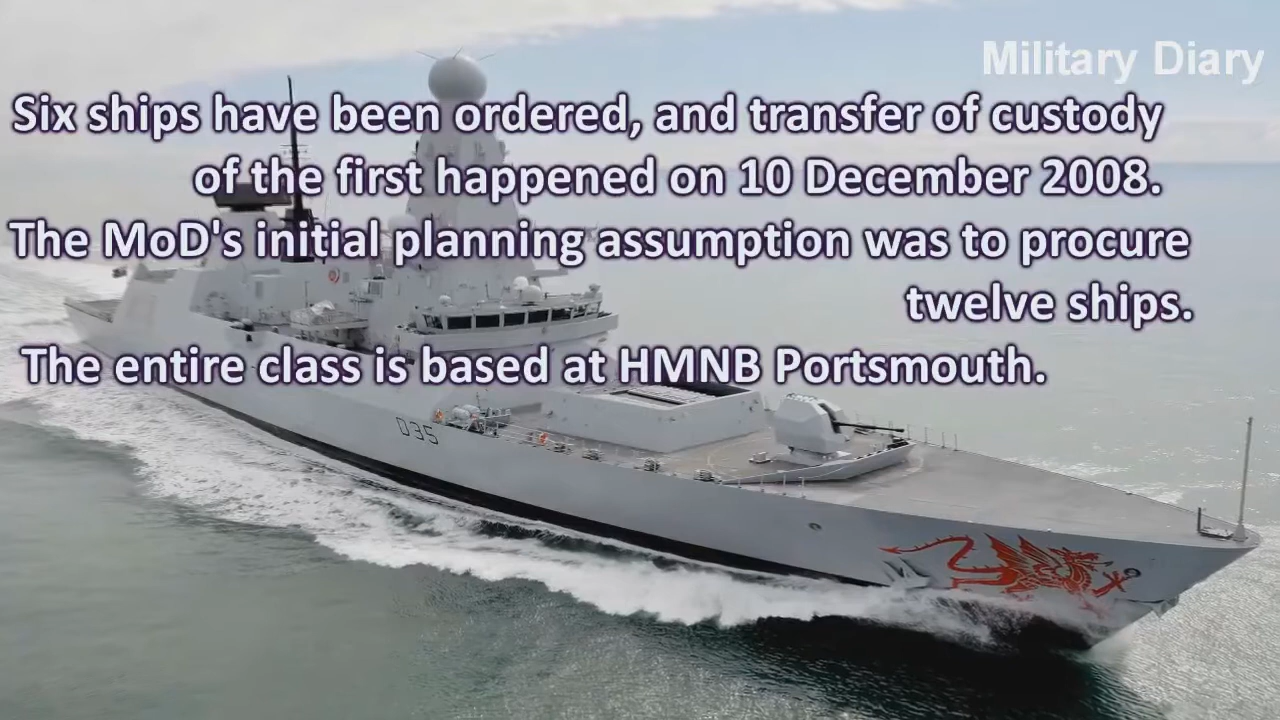 Military Diary
Six ships have been ordered, and transfer of custody
of the first happened on 10 December 2008.
The MoD's initial planning assumption was to procure
twelve ships.
The entire class is based at HMNB Portsmouth.
D35